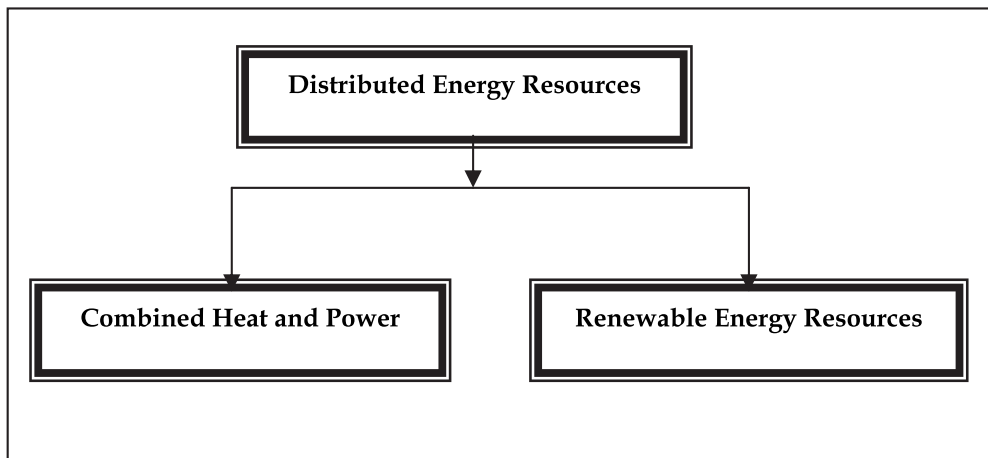 Distributed Energy Resources
Combined Heat and Power
Renewable Energy Resources